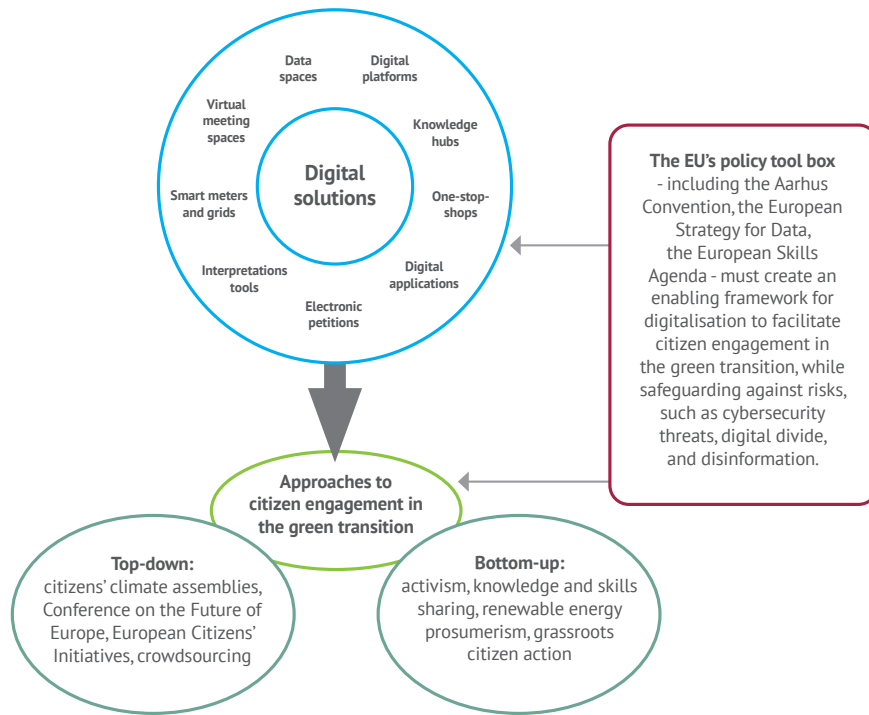 Data
spaces
Digital
platforms
Virtual
meeting
spaces
Knowledge
hubs
Digital
solutions
Smart meters
and grids
One-stop-
shops
Interpretations
tools
Digital
applications
Electronic
petitions
The EU's policy tool box
- including the Aarhus
Convention, the European
Strategy for Data,
the European Skills
Agenda - must create an
enabling framework for
digitalisation to facilitate
citizen engagement in
the green transition, while
safeguarding against risks,
such as cybersecurity
threats, digital divide,
and disinformation.
Approaches to
citizen engagement in
the green transition
Top-down:
citizens' climate assemblies,
Conference on the Future of
Europe, European Citizens'
Initiatives, crowdsourcing
Bottom-up:
activism, knowledge and skills
sharing, renewable energy
prosumerism, grassroots
citizen action